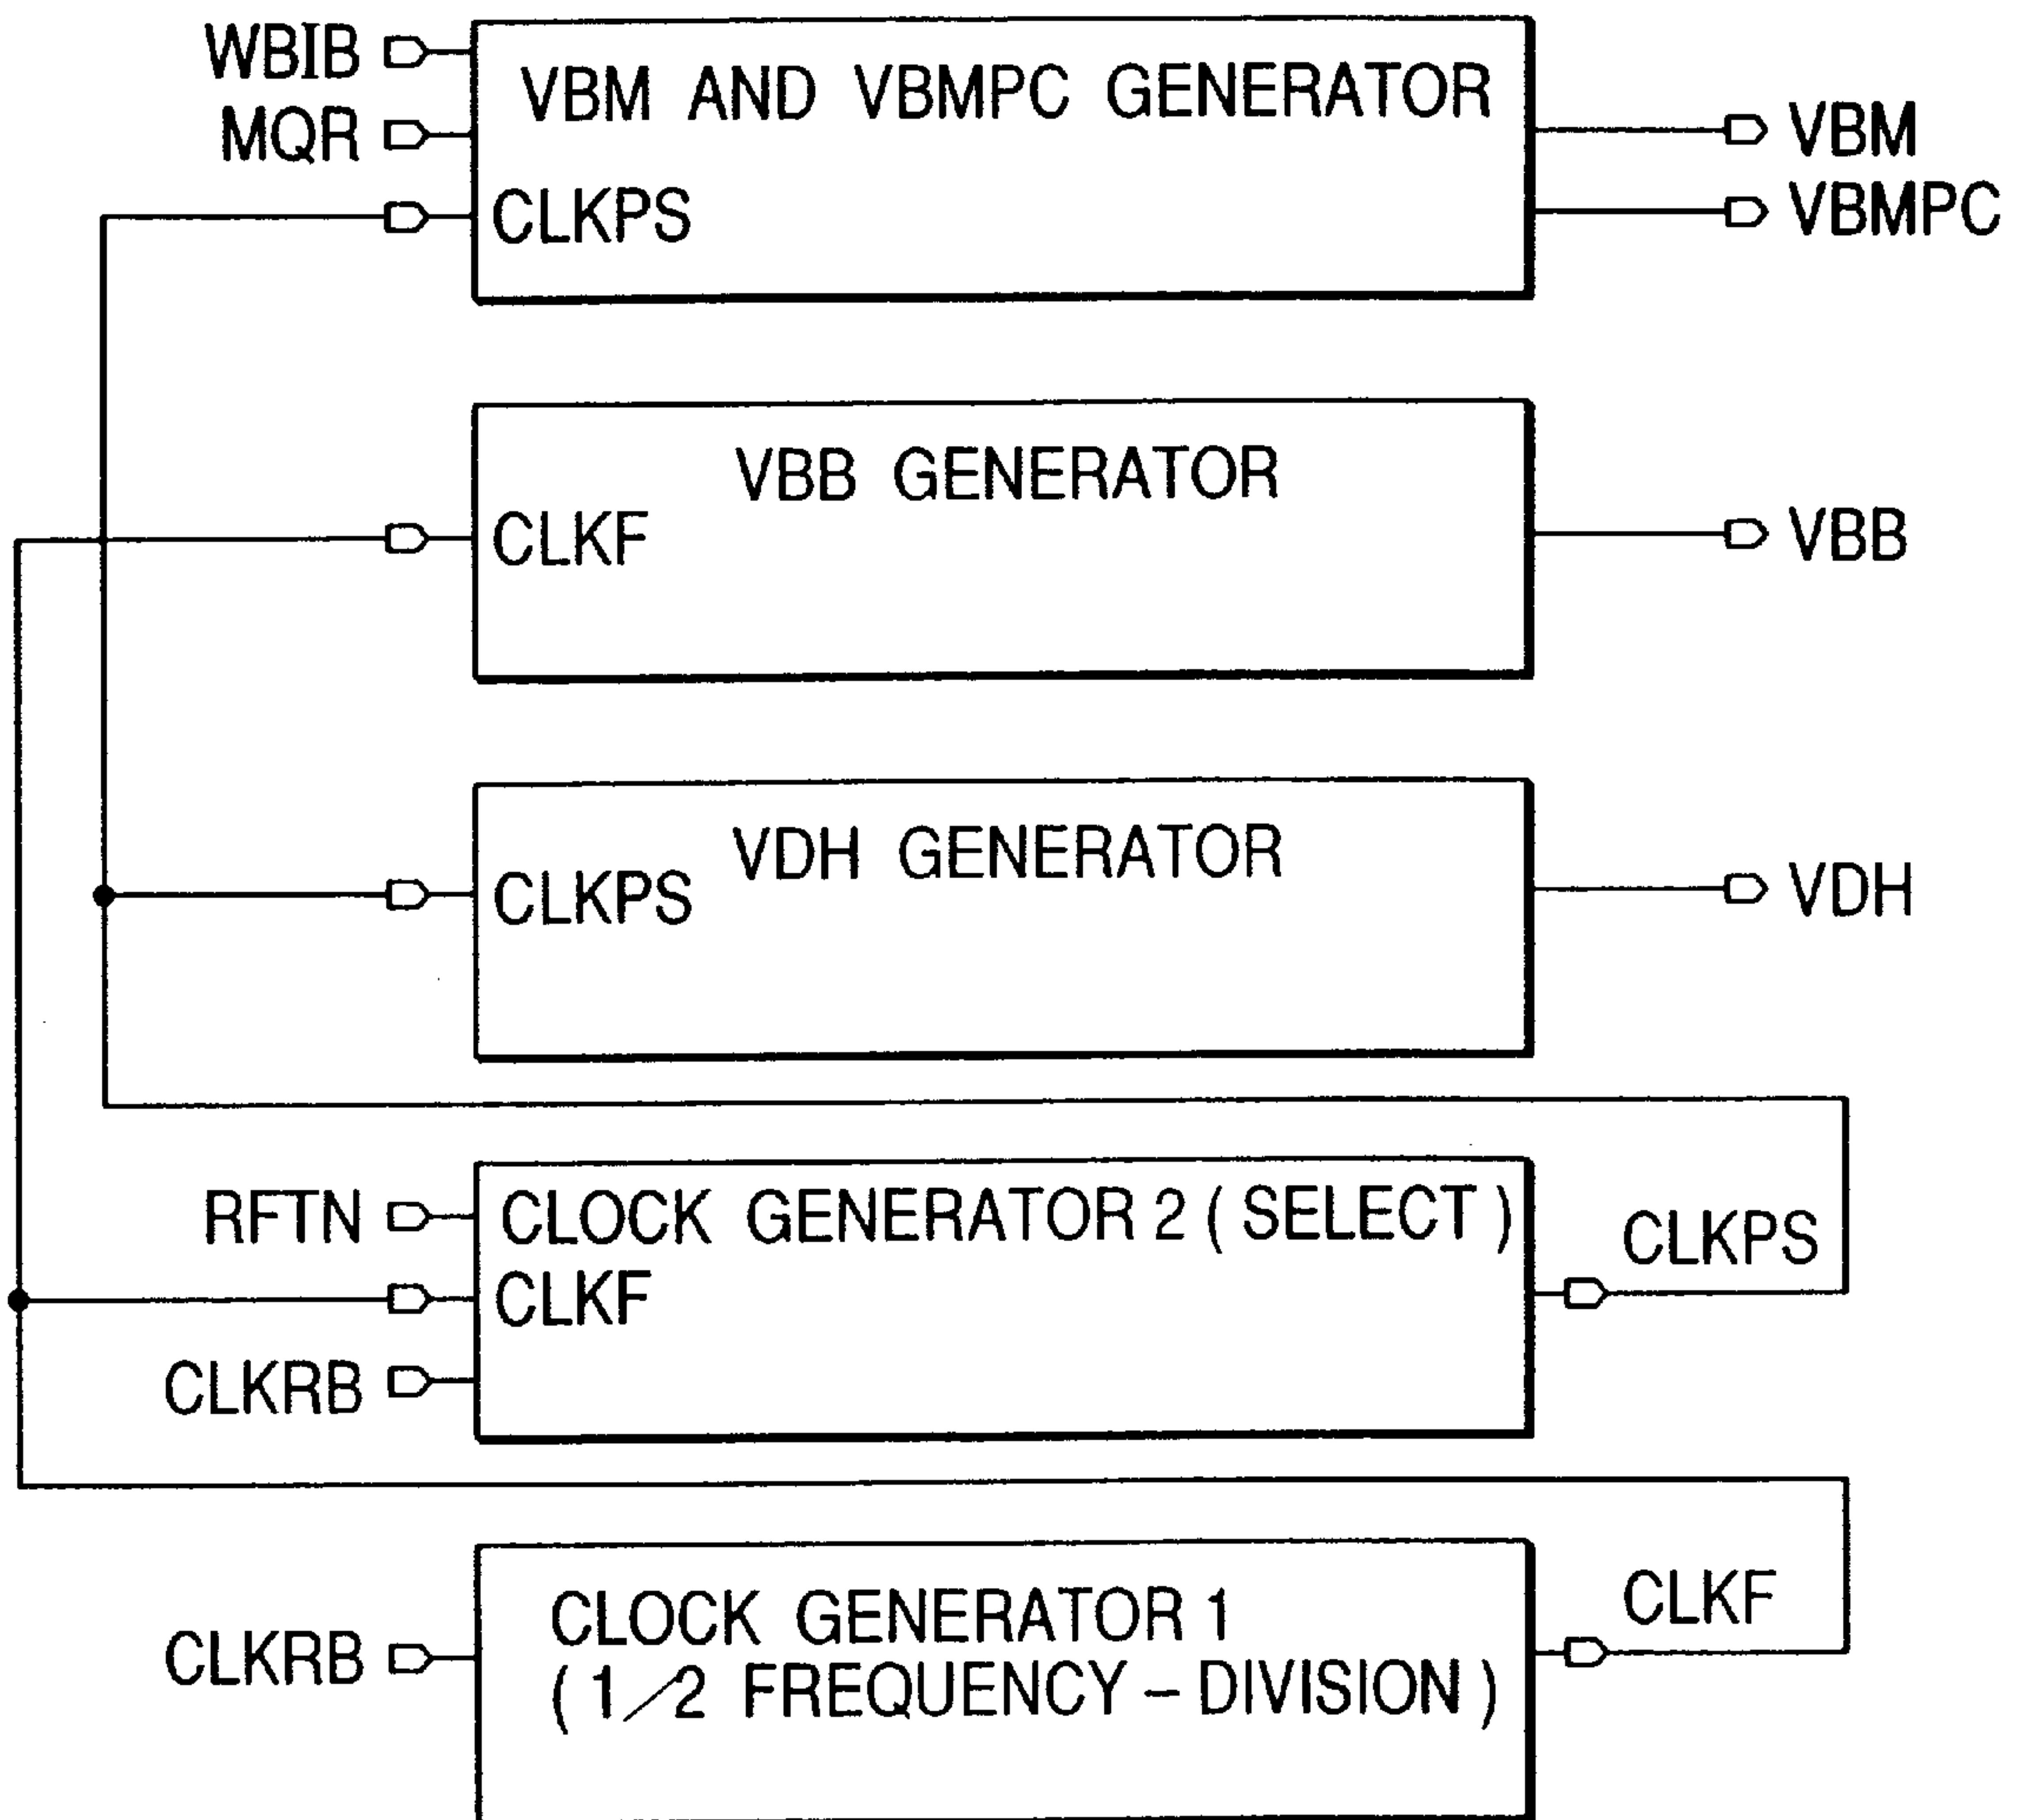 WBIB
VBM AND VBMPC GENERATOR
MQR
VBM
CLKPS
VBMPC
VBB GENERATOR
CLKF
VBB
VDH GENERATOR
CLKPS
VDH
RFTN
CLOCK GENERATOR 2 ( SELECT )
CLKPS
CLKF
CLKRB
CLOCK GENERATOR 1
CLKF
CLKRB
( 1/2 FREQUENCY - DIVISION )